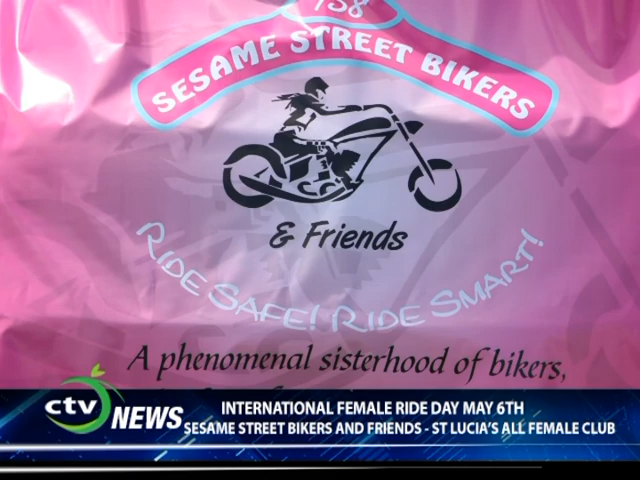 758
SESAME STREET BIKERS
& Friends
RIDE SAFE! RIDE SMART!
A phenomenal sisterhood of bikers,
ctv NEWS
INTERNATIONAL FEMALE RIDE DAY MAY 6TH
SESAME STREET BIKERS AND FRIENDS - ST LUCIA'S ALL FEMALE CLUB